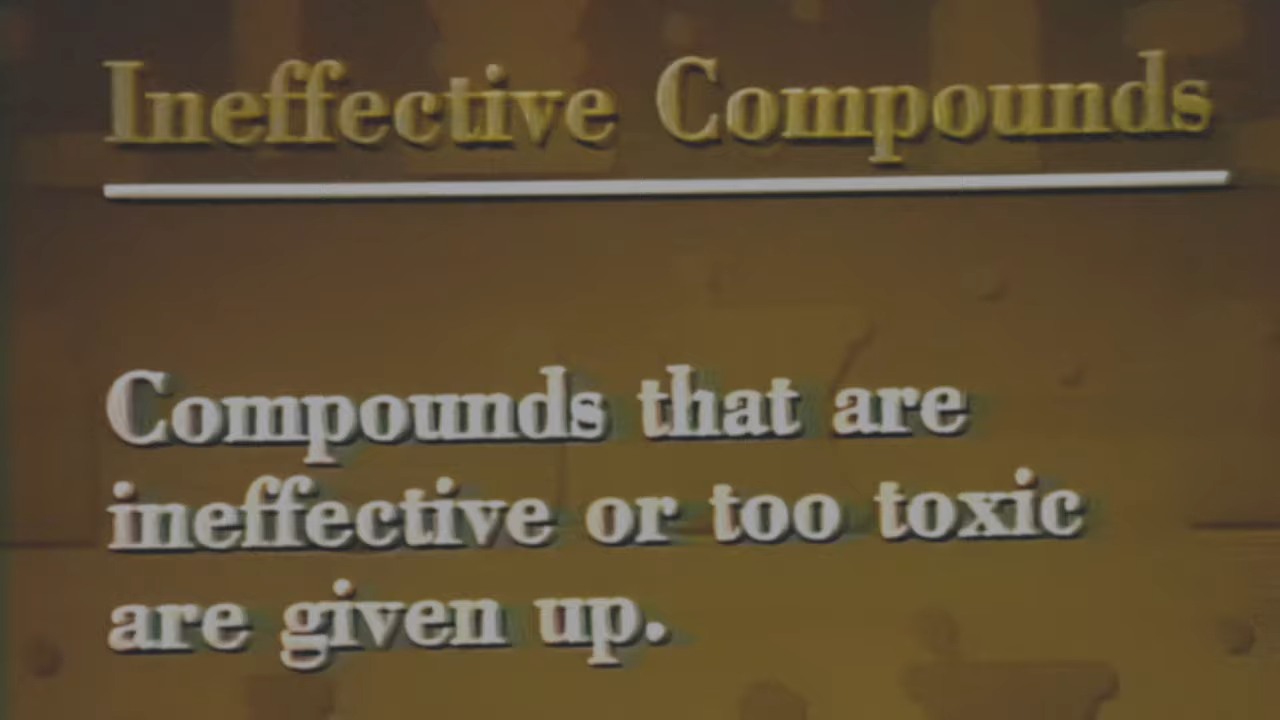 Ineffective Compounds
Compounds that are
ineffective or too toxic
are given up.